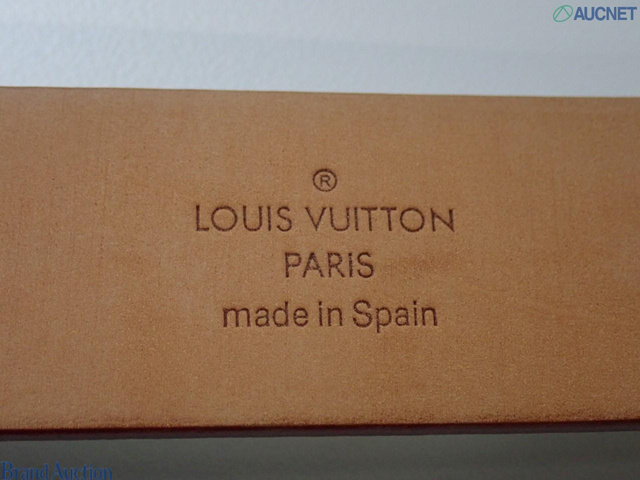 AUCNET
®
LOUIS VUITTON
PARIS
made in Spain
Brand Auction